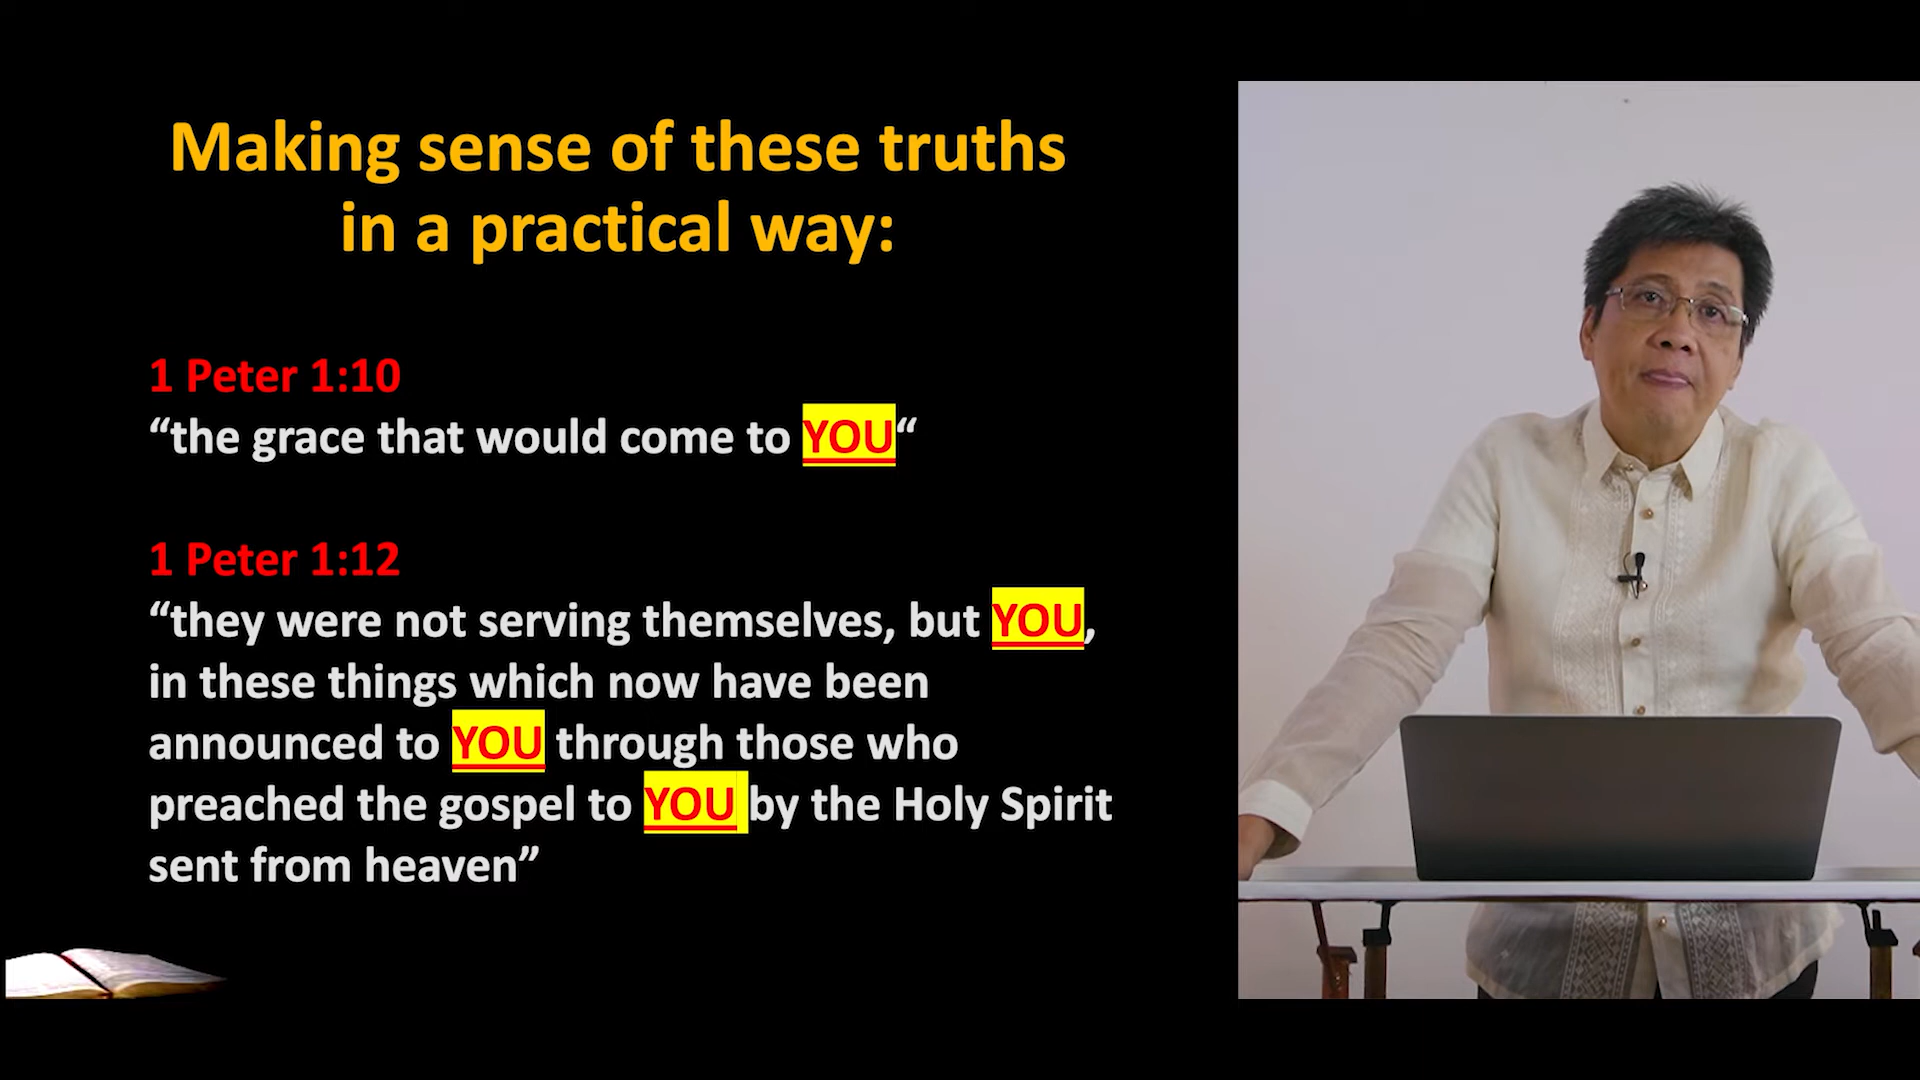 Making sense of these truths
in a practical way:
1 Peter 1:10
“the grace that would come to YOU“
1 Peter 1:12
“they were not serving themselves, but YOU,
in these things which now have been
announced to YOU through those who
preached the gospel to YOU by the Holy Spirit
sent from heaven”